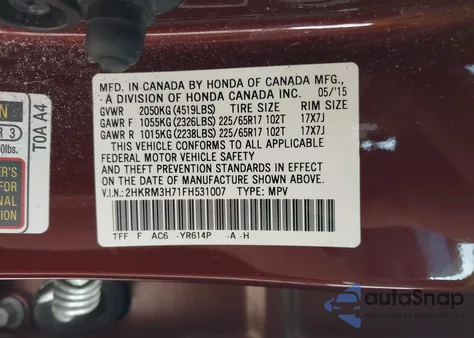 MFD. IN CANADA BY HONDA OF CANADA MFG.,
A DIVISION OF HONDA CANADA INC. 05/'15
GVWR 2050KG (4519LBS) TIRE SIZE RIM SIZE
GAWR F 1055KG (2326LBS) 225/65R17 102T 17X7J
GAWR R 1015KG (2238LBS) 225/65R17 102T 17X7J
THIS VEHICLE CONFORMS TO ALL APPLICABLE
FEDERAL MOTOR VEHICLE SAFETY
AND THEFT PREVENTION STANDARDS IN EFFECT
ON THE DATE OF MANUFACTURE SHOWN ABOVE.
V.I.N.: 2HKRM3H71FH531007 TYPE: MPV
TFF F AC6 -YR614P -A -H
T0A A4
R 3
0lbs.
ER'S
autoSnap